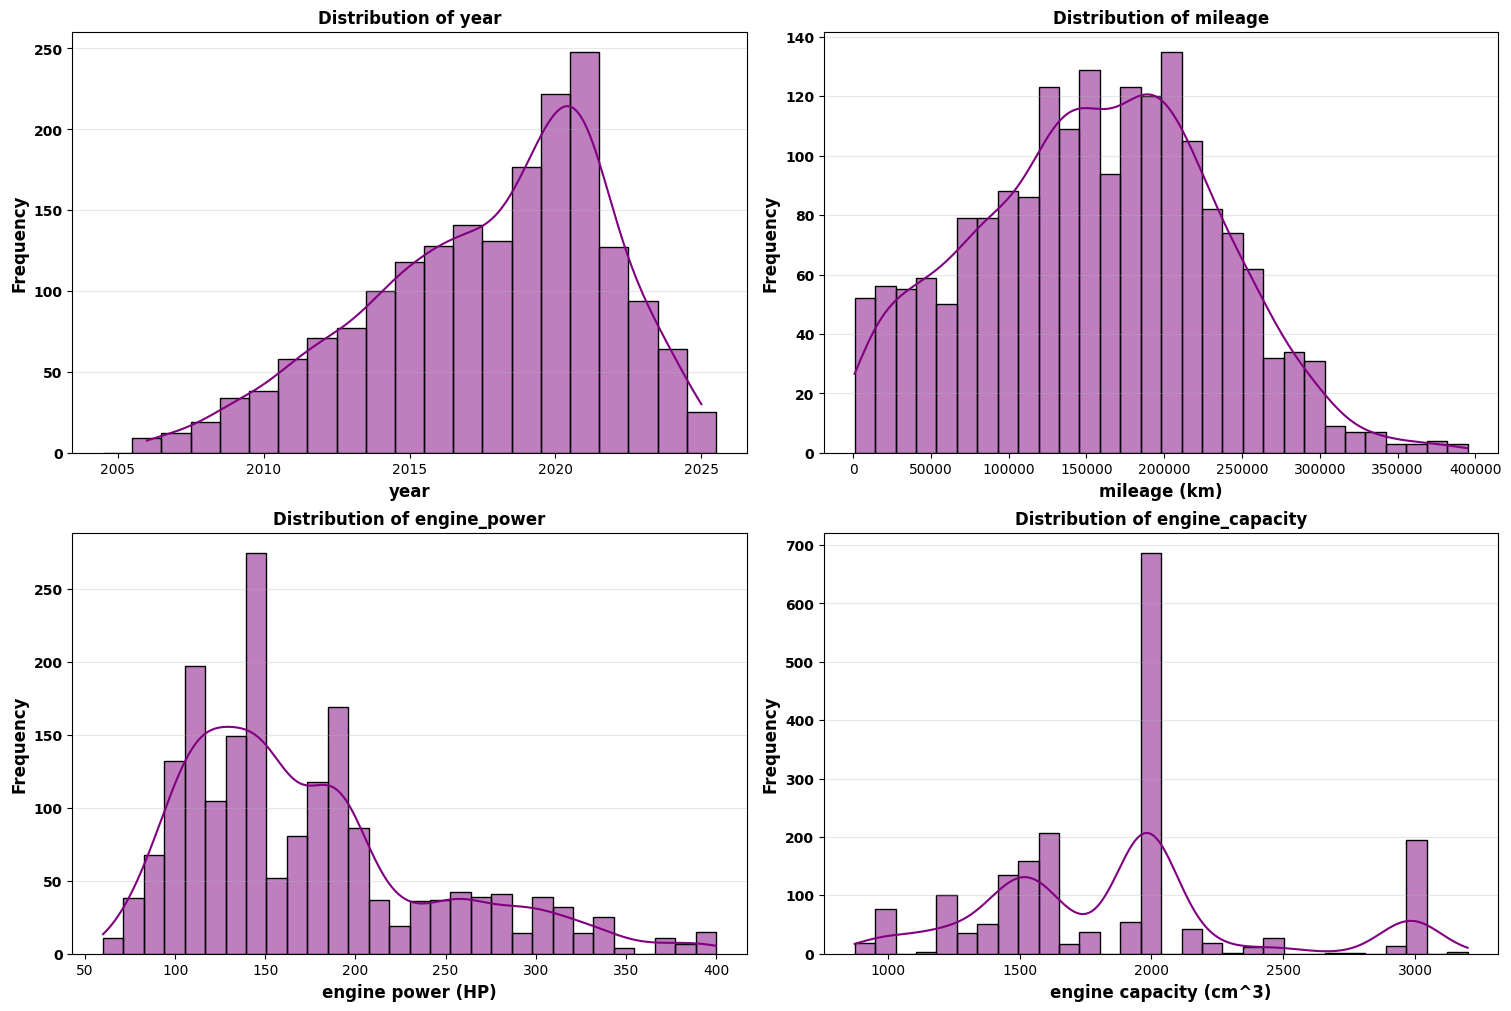 Distribution of year
250
200
150
100
50
0
Frequency
2005 2010 2015 2020 2025
year
Distribution of mileage
140
120
100
80
60
40
20
0
Frequency
0 50000 100000 150000 200000 250000 300000 350000 400000
mileage (km)
Distribution of engine_power
250
200
150
100
50
0
Frequency
50 100 150 200 250 300 350 400
engine power (HP)
Distribution of engine_capacity
700
600
500
400
300
200
100
0
Frequency
1000 1500 2000 2500 3000
engine capacity (cm^3)